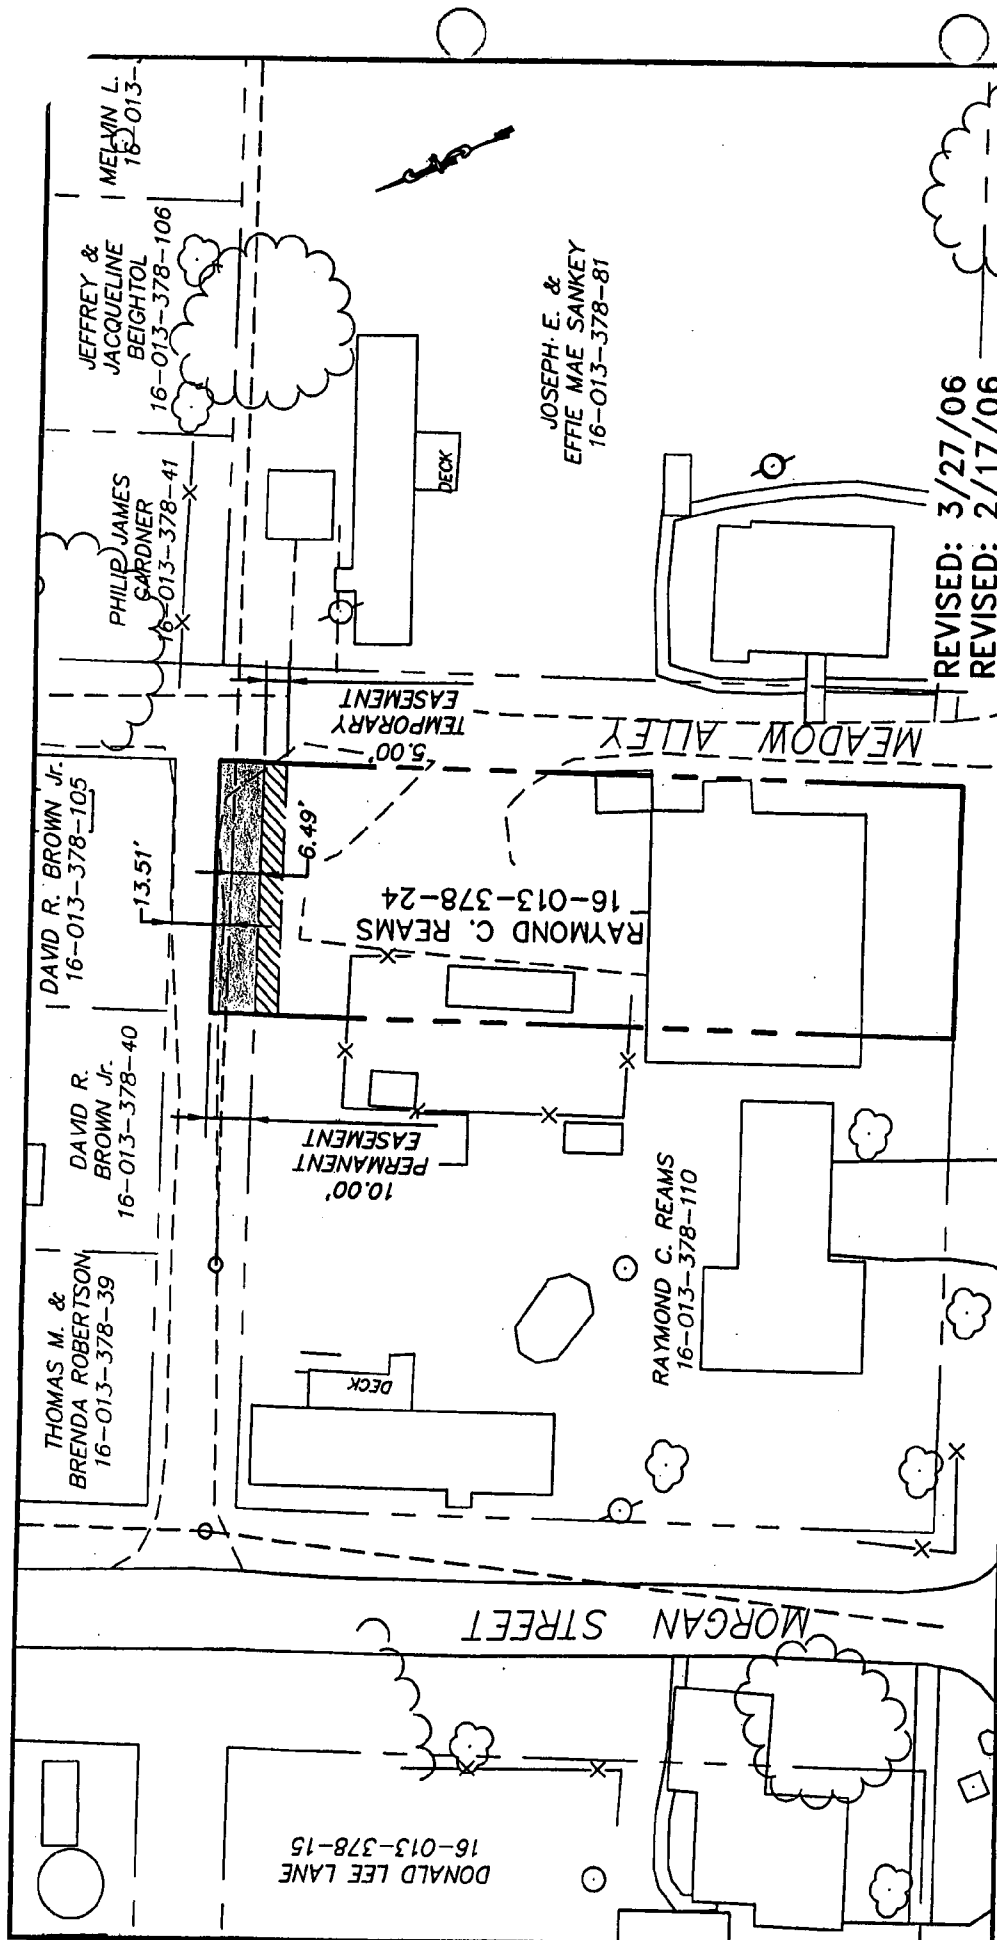 MELVIN L.
16-013-
JEFFREY &
JACQUELINE
BEIGHTOL
16-013-378-106
PHILIP JAMES
GARDNER
16-013-378-41
DAVID R. BROWN Jr.
16-013-378-105
DAVID R.
BROWN Jr.
16-013-378-40
THOMAS M. &
BRENDA ROBERTSON
16-013-378-39
JOSEPH E. &
EFFIE MAE SANKEY
16-013-378-81
DECK
5.00'
TEMPORARY
EASEMENT
13.51'
6.49'
RAYMOND C. REAMS
16-013-378-24
10.00'
PERMANENT
EASEMENT
MEADOW ALLEY
RAYMOND C. REAMS
16-013-378-110
DECK
MORGAN STREET
DONALD LEE LANE
16-013-378-15
REVISED: 3/27/06
REVISED: 2/17/06